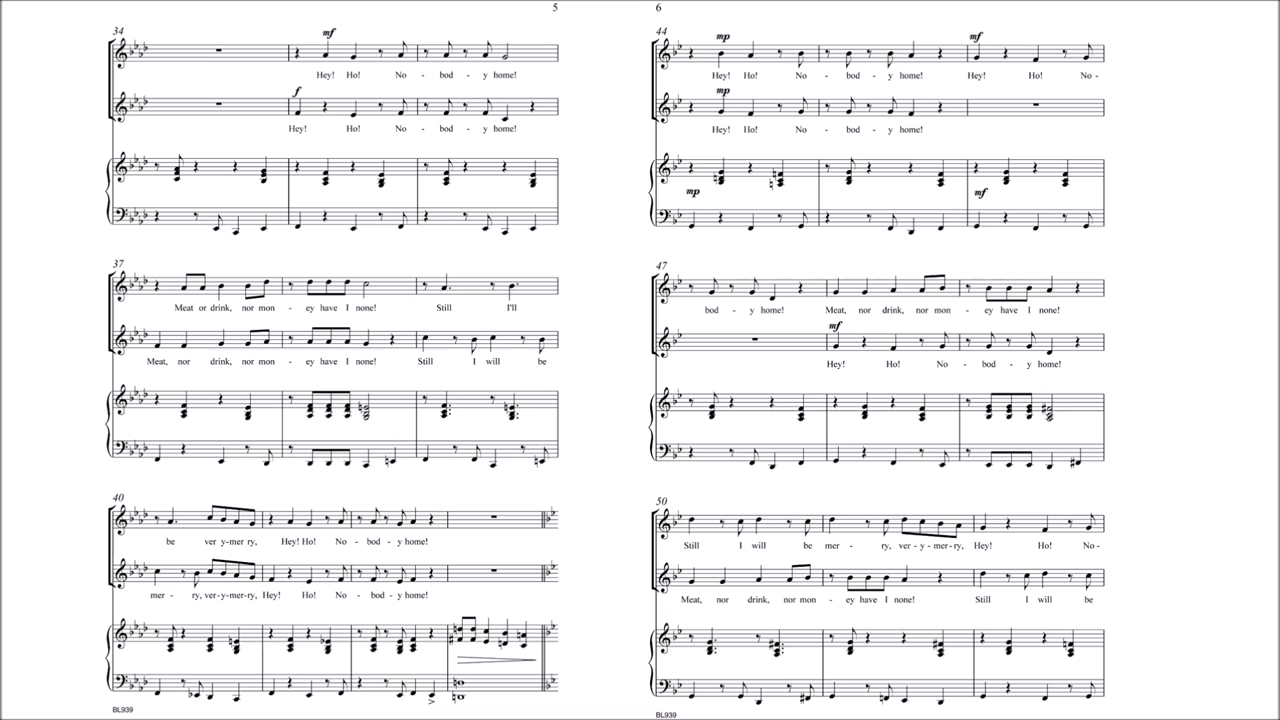 5
34
mf
Hey! Ho! No - bod - y home!
f
Hey! Ho! No - bod - y home!
37
Meat or drink, nor mon - ey have I none! Still I'll
Meat, nor drink, nor mon - ey have I none! Still I will be
40
be ver y-mer ry, Hey! Ho! No - bod - y home!
mer - ry, ver-y-mer ry, Hey! Ho! No - bod - y home!
BL939
6
44
mp mf
Hey! Ho! No - bod - y home! Hey! Ho! No -
mp
Hey! Ho! No - bod - y home!
mp mf
47
bod - y home! Meat, nor drink, nor mon - ey have I none!
mf
Hey! Ho! No - bod - y home!
50
Still I will be mer - ry, ver - y-mer-ry, Hey! Ho! No -
Meat, nor drink, nor mon - ey have I none! Still I will be
BL939